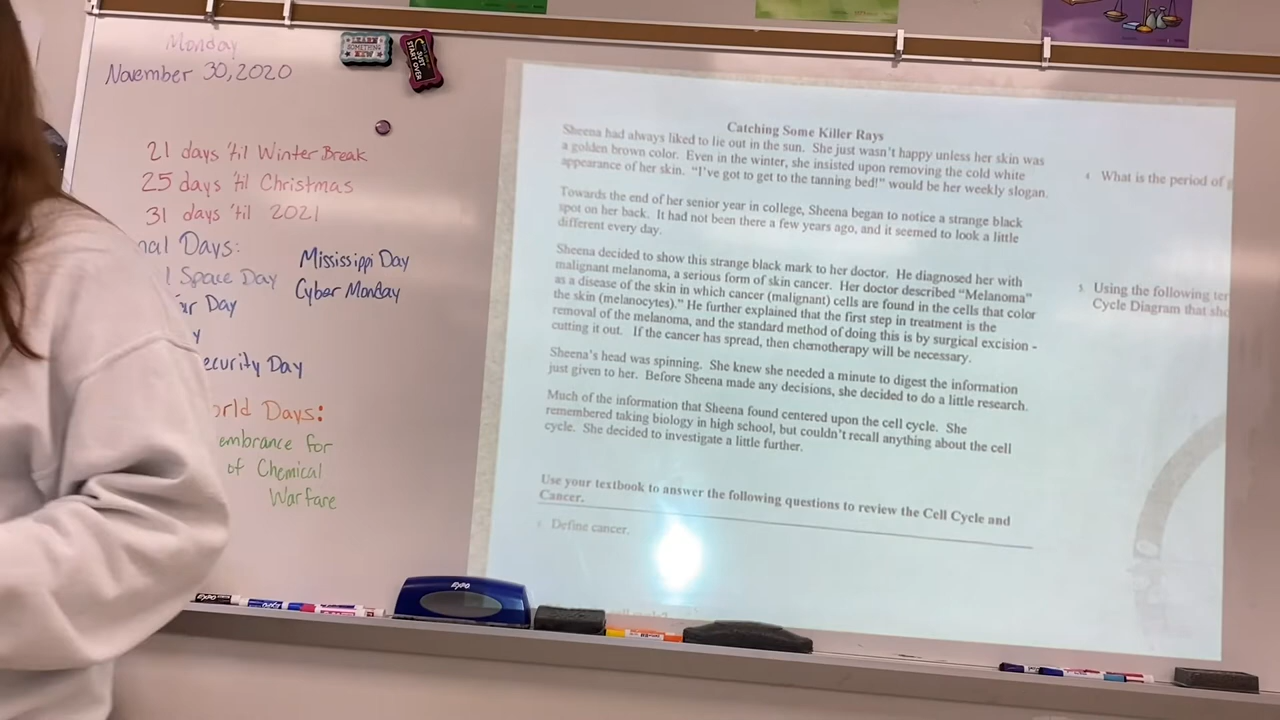 Monday
November 30, 2020
21 days 'til Winter Break
25 days 'til Christmas
31 days 'til 2021
nal Days:
Mississippi Day
l Space Day
Cyber Monday
ar Day
y
ecurity Day
orld Days:
embrance for
of Chemical
Warfare
LEARN SOMETHING NEW
JUST START OVER
Catching Some Killer Rays
Sheena had always liked to lie out in the sun. She just wasn't happy unless her skin was
a golden brown color. Even in the winter, she insisted upon removing the cold white
appearance of her skin. "I've got to get to the tanning bed!" would be her weekly slogan.
Towards the end of her senior year in college, Sheena began to notice a strange black
spot on her back. It had not been there a few years ago, and it seemed to look a little
different every day.
Sheena decided to show this strange black mark to her doctor. He diagnosed her with
malignant melanoma, a serious form of skin cancer. Her doctor described "Melanoma"
as a disease of the skin in which cancer (malignant) cells are found in the cells that color
the skin (melanocytes)." He further explained that the first step in treatment is the
removal of the melanoma, and the standard method of doing this is by surgical excision -
cutting it out. If the cancer has spread, then chemotherapy will be necessary.
Sheena's head was spinning. She knew she needed a minute to digest the information
just given to her. Before Sheena made any decisions, she decided to do a little research.
Much of the information that Sheena found centered upon the cell cycle. She
remembered taking biology in high school, but couldn't recall anything about the cell
cycle. She decided to investigate a little further.
Use your textbook to answer the following questions to review the Cell Cycle and
Cancer.
Define cancer.
4 What is the period of g
5. Using the following ter
Cycle Diagram that sho
EXPO
EXPO